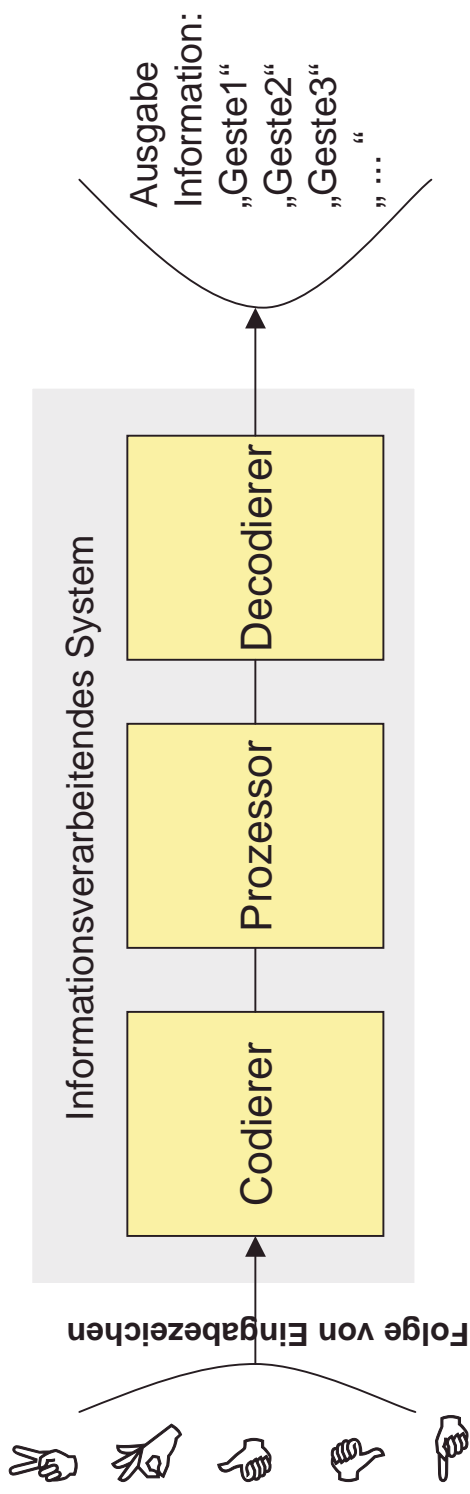 Folge von Eingabezeichen
Informationsverarbeitendes System
Codierer
Prozessor
Decodierer
Ausgabe
Information:
„Geste1“
„Geste2“
„Geste3“
„ ... “